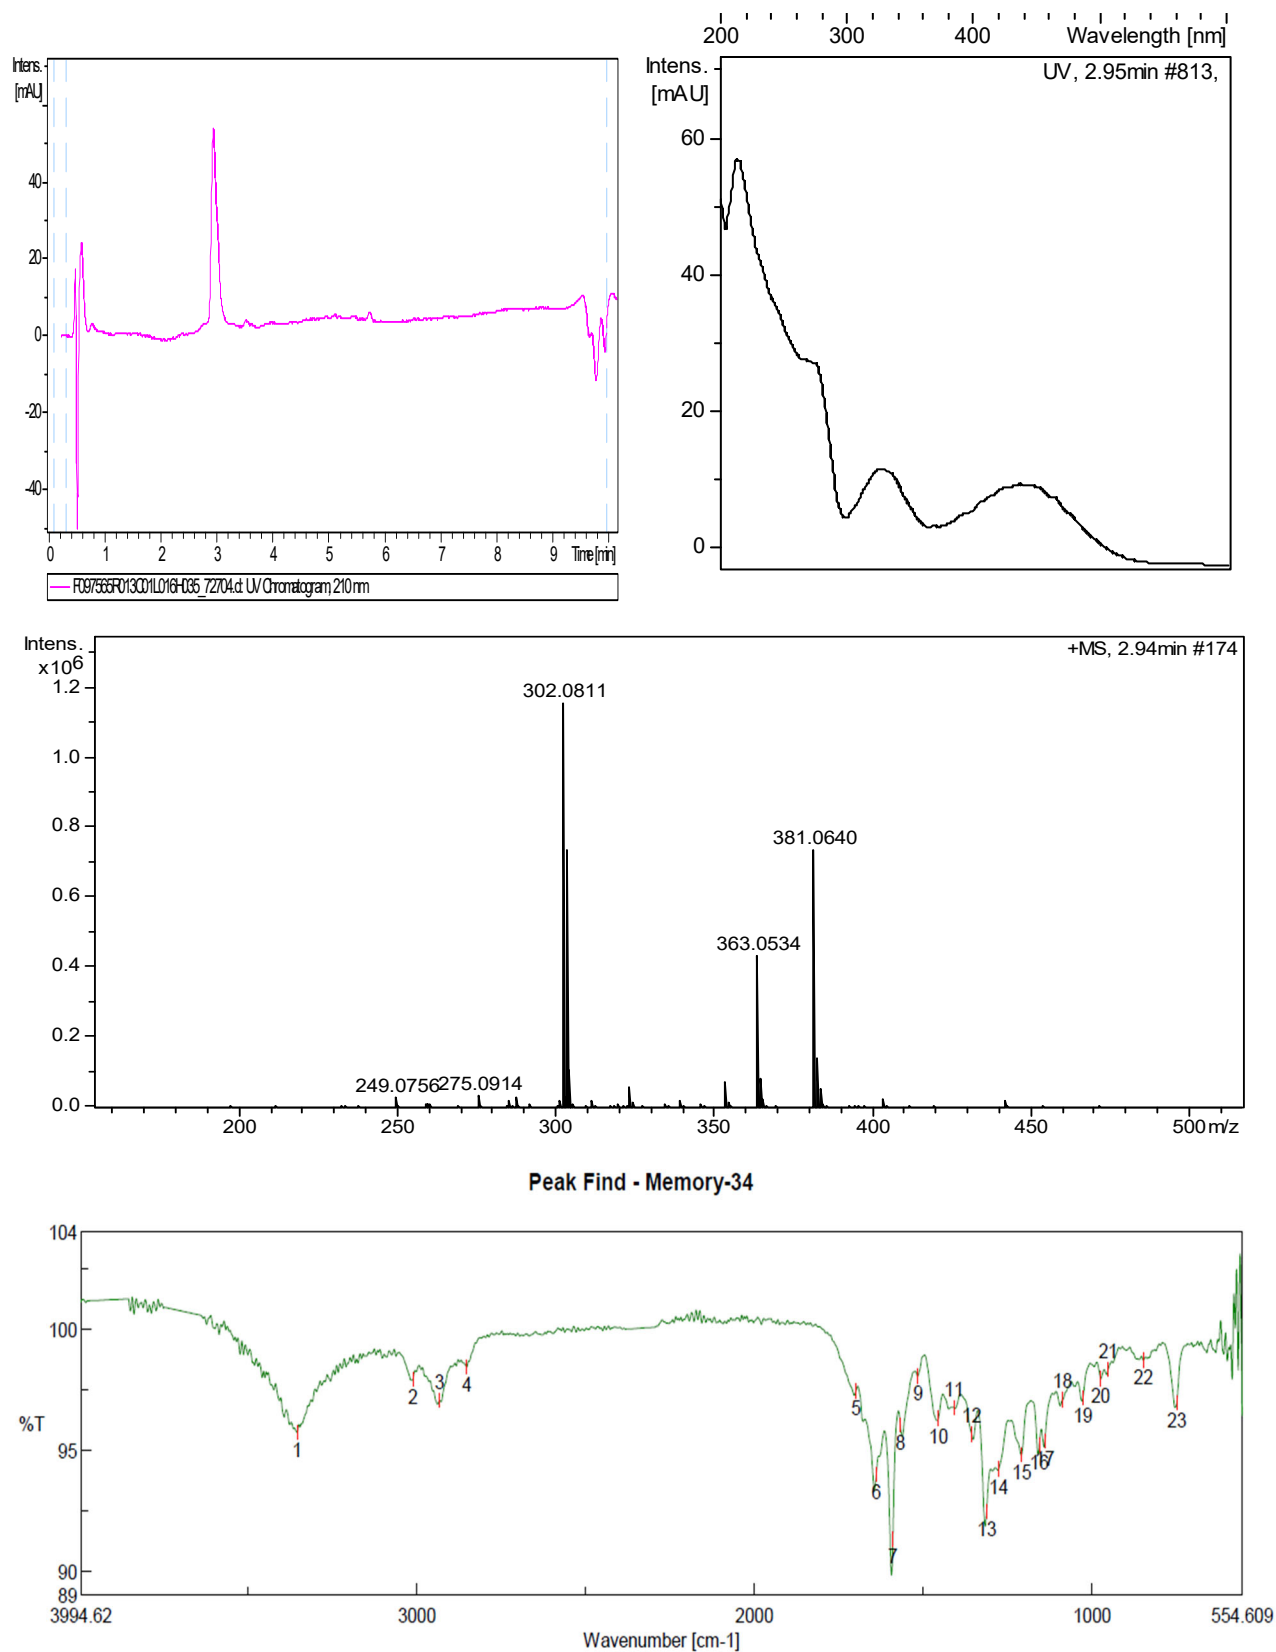 Intens.
[mAU]
40
20
0
-20
-40
0 1 2 3 4 5 6 7 8 9 Time [min]
F097565R013C01L016H035_72704.d: UV Chromatogram, 210 nm
200 300 400 Wavelength [nm]
Intens.
[mAU]
UV, 2.95min #813,
60
40
20
0
Intens.
x10⁶
+MS, 2.94min #174
1.2
1.0
0.8
0.6
0.4
0.2
0.0
302.0811
381.0640
363.0534
249.0756
275.0914
200 250 300 350 400 450 500 m/z
Peak Find - Memory-34
104
100
%T
95
90
89
1 2 3 4 5 6 7 8 9 10 11 12 13 14 15 16 17 18 19 20 21 22 23
3994.62 3000 2000 1000 554.609
Wavenumber [cm-1]